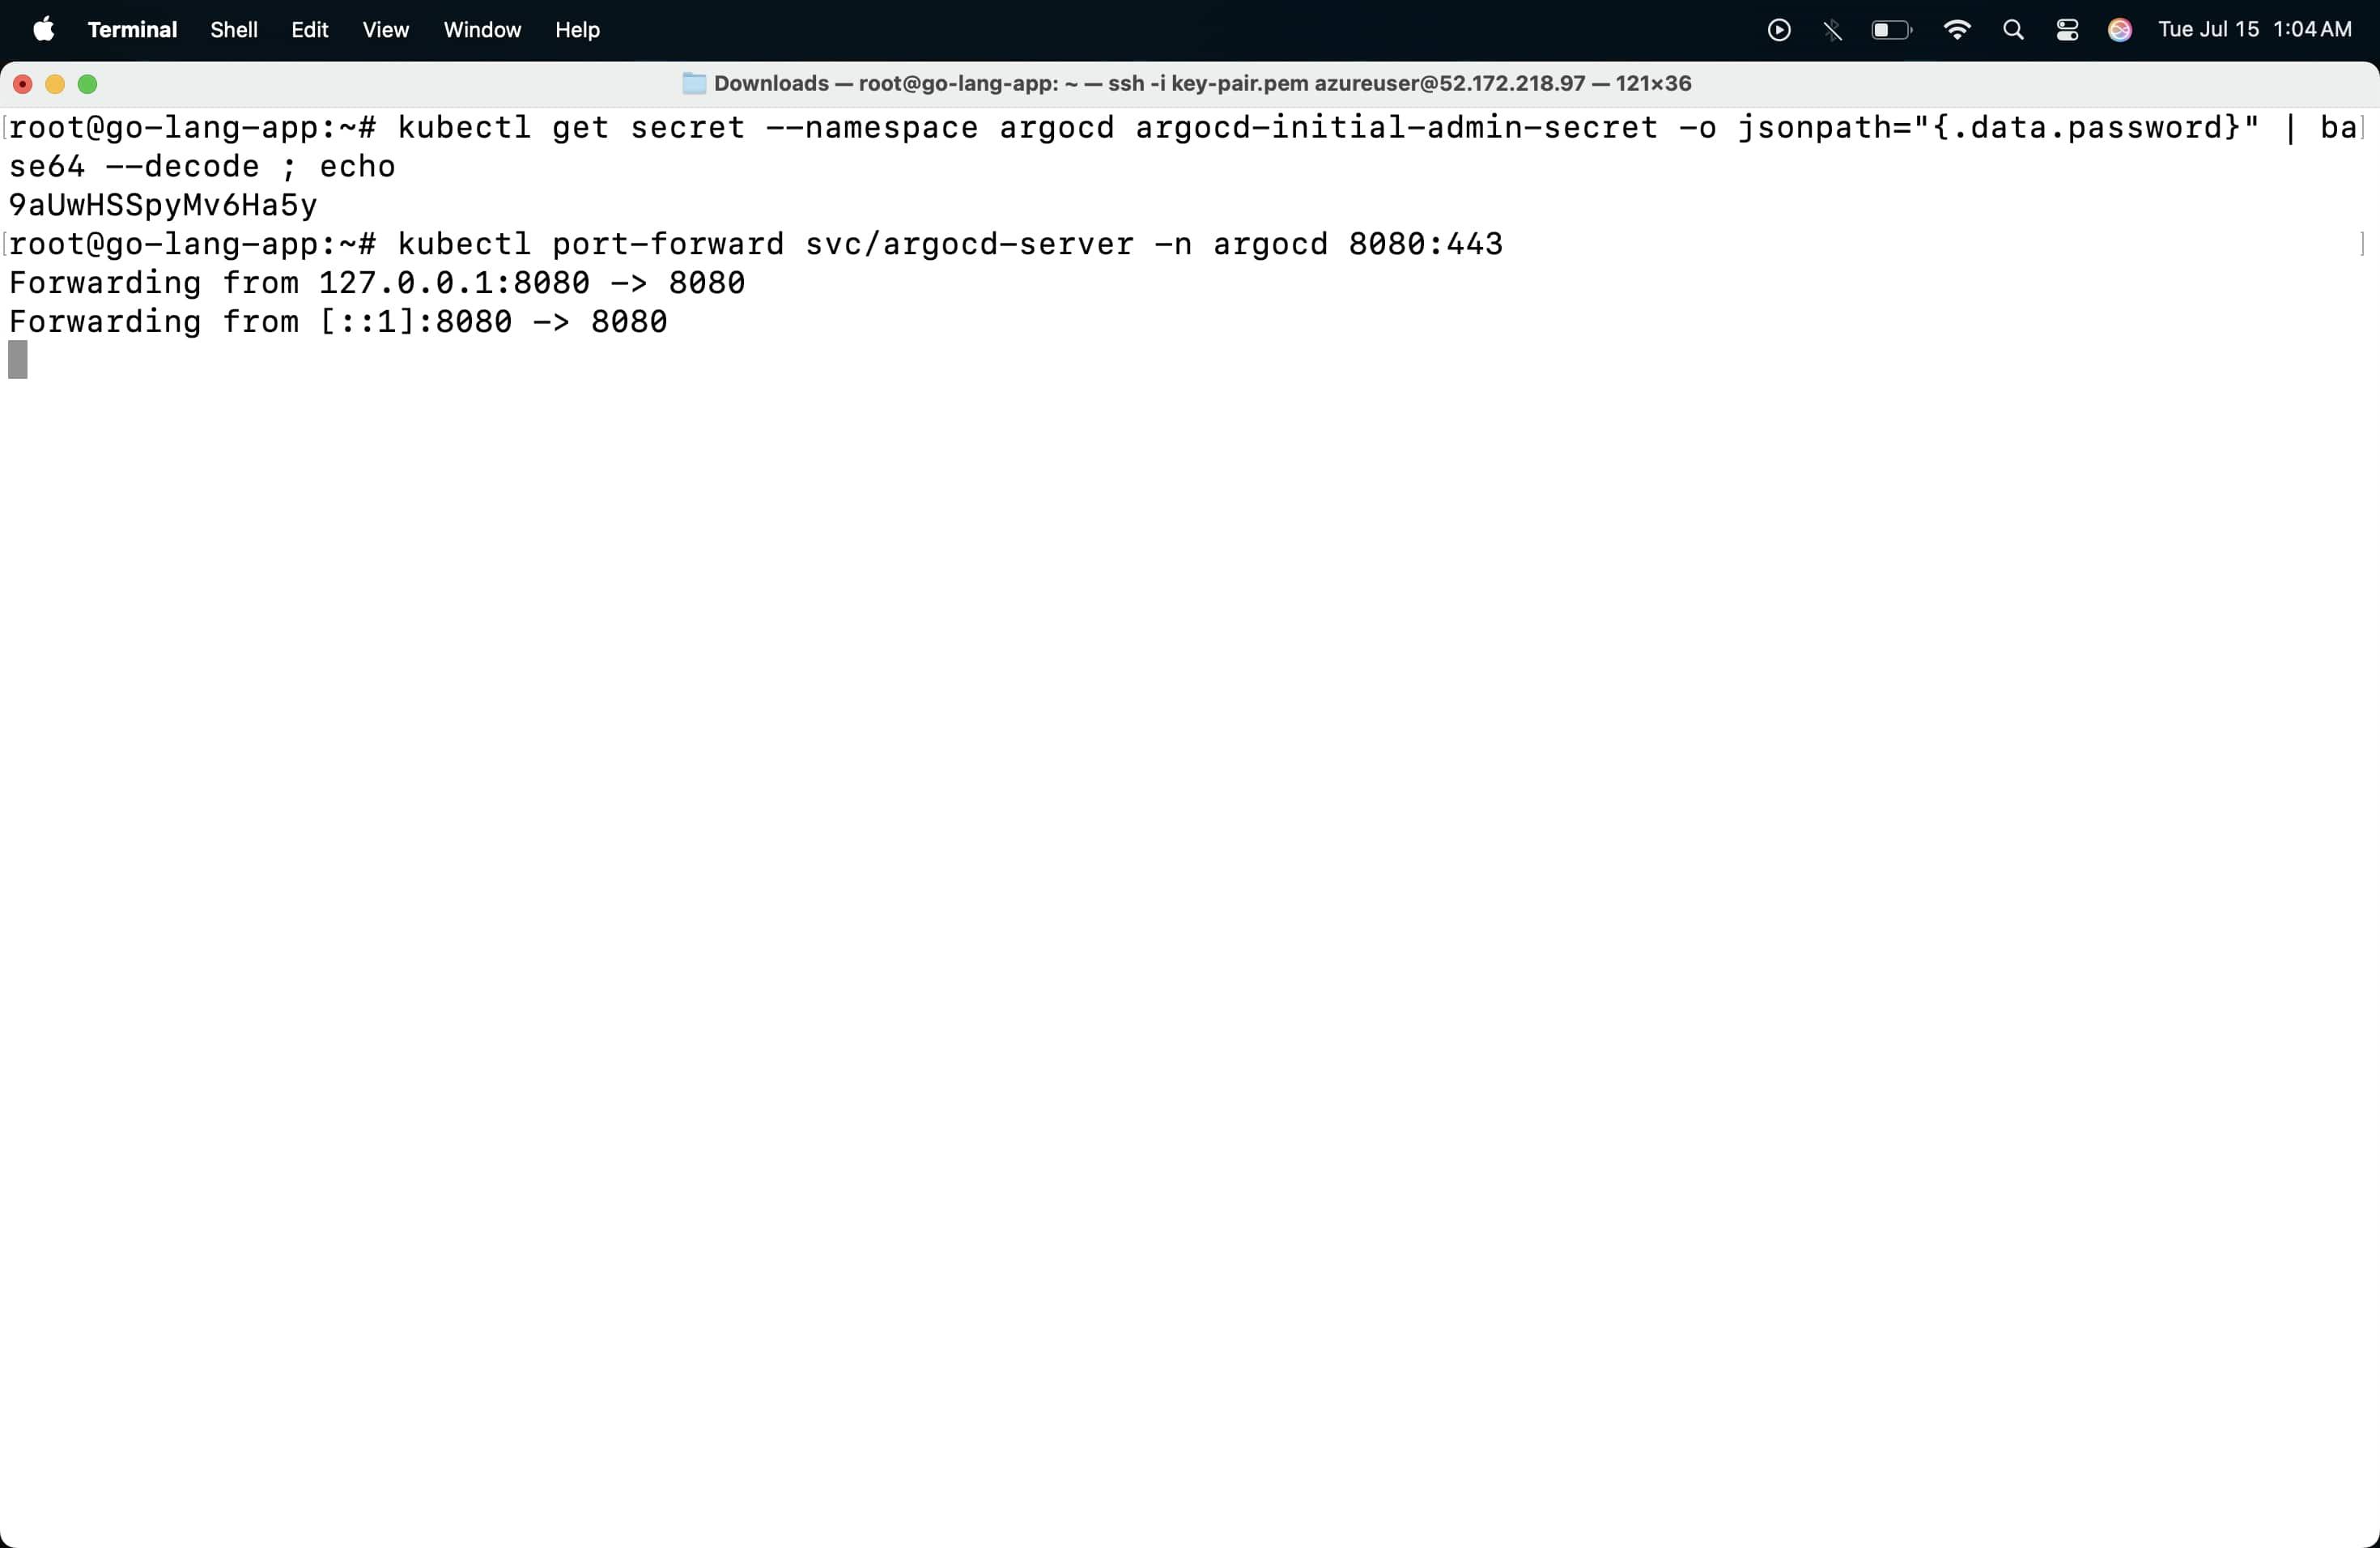 Terminal Shell Edit View Window Help Tue Jul 15 1:04 AM
Downloads — root@go-lang-app: ~ — ssh -i key-pair.pem azureuser@52.172.218.97 — 121×36
[root@go-lang-app:~# kubectl get secret --namespace argocd argocd-initial-admin-secret -o jsonpath="{.data.password}" | ba]
se64 --decode ; echo
9aUwHSSpyMv6Ha5y
[root@go-lang-app:~# kubectl port-forward svc/argocd-server -n argocd 8080:443 ]
Forwarding from 127.0.0.1:8080 -> 8080
Forwarding from [::1]:8080 -> 8080